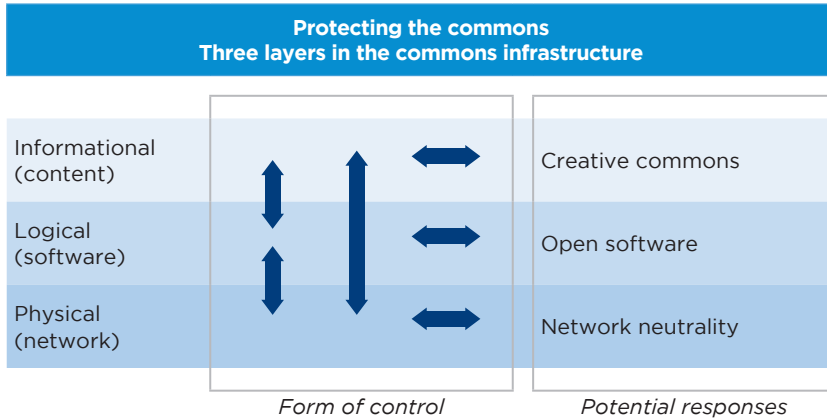 Protecting the commons
Three layers in the commons infrastructure
Informational
(content)
Creative commons
Logical
(software)
Open software
Physical
(network)
Network neutrality
Form of control
Potential responses